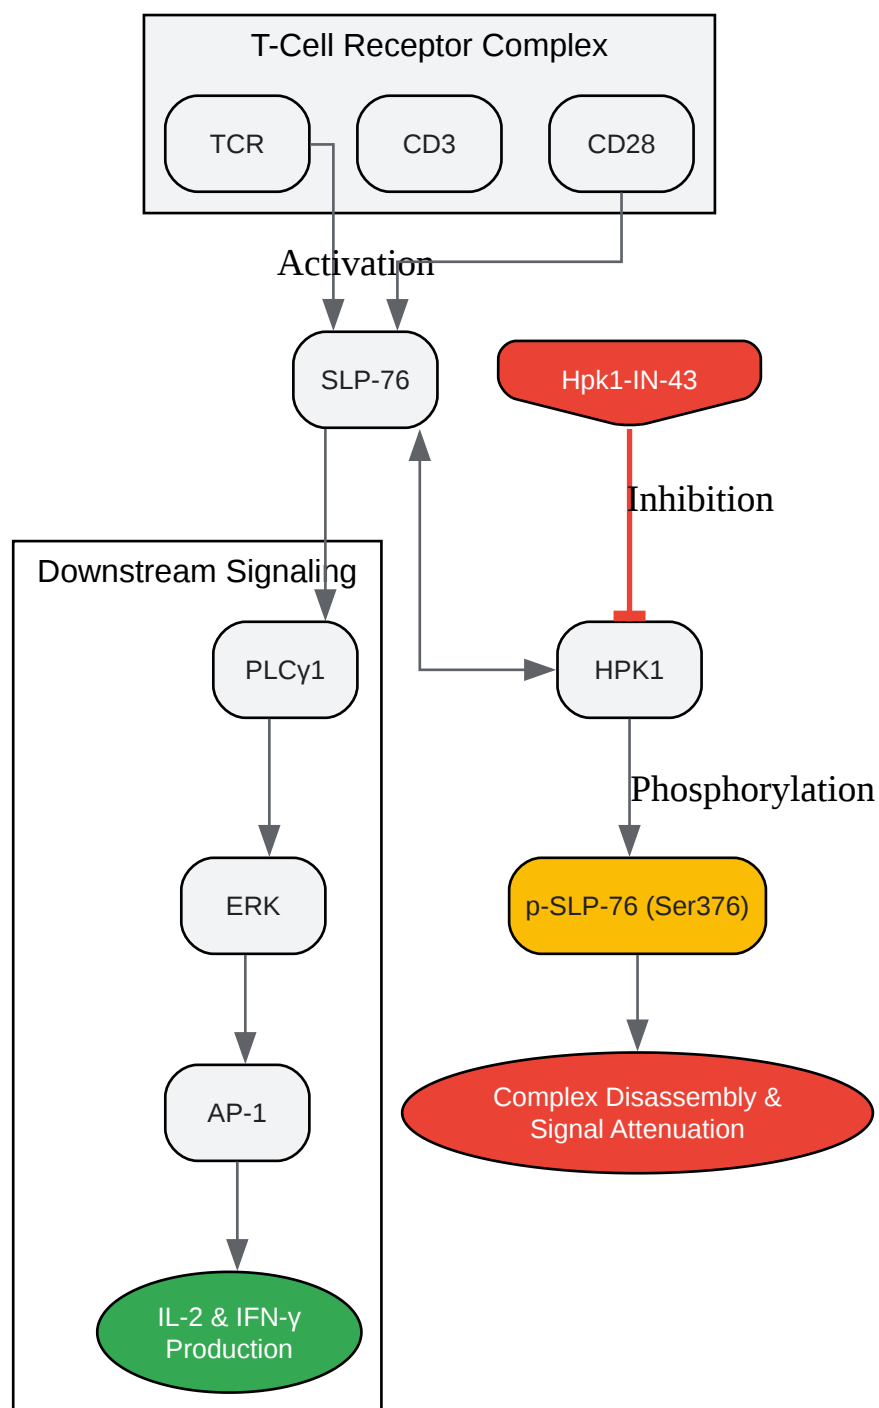 T-Cell Receptor Complex
TCR
CD3
CD28
Activation
SLP-76
Hpk1-IN-43
Inhibition
Downstream Signaling
PLCγ1
HPK1
Phosphorylation
ERK
p-SLP-76 (Ser376)
AP-1
Complex Disassembly &
Signal Attenuation
IL-2 & IFN-γ
Production